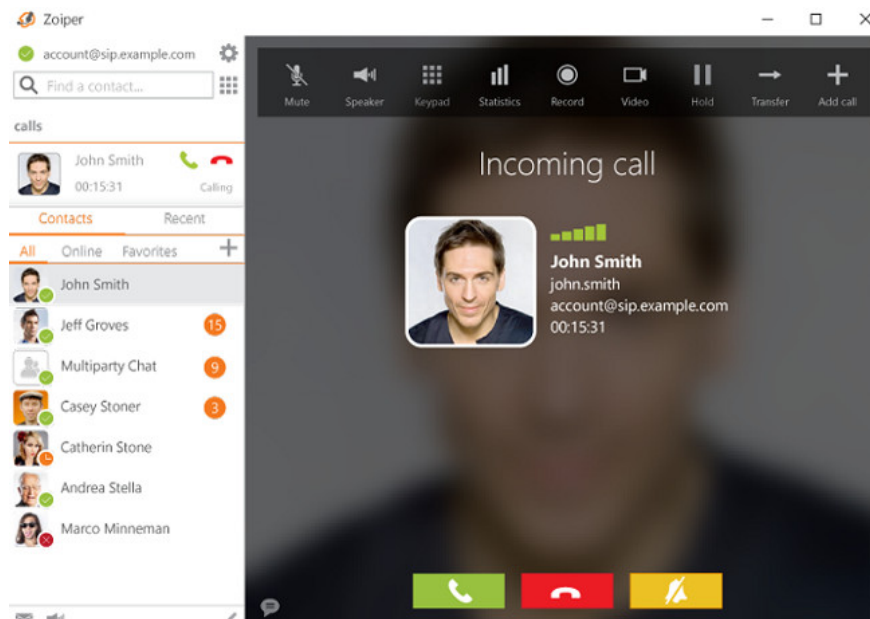 Zoiper
account@sip.example.com
Find a contact...
calls
John Smith
00:15:31
Calling
Contacts
Recent
All
Online
Favorites
John Smith
Jeff Groves
15
Multiparty Chat
9
Casey Stoner
3
Catherin Stone
Andrea Stella
Marco Minneman
Mute
Speaker
Keypad
Statistics
Record
Video
Hold
Transfer
Add call
Incoming call
John Smith
john.smith
account@sip.example.com
00:15:31